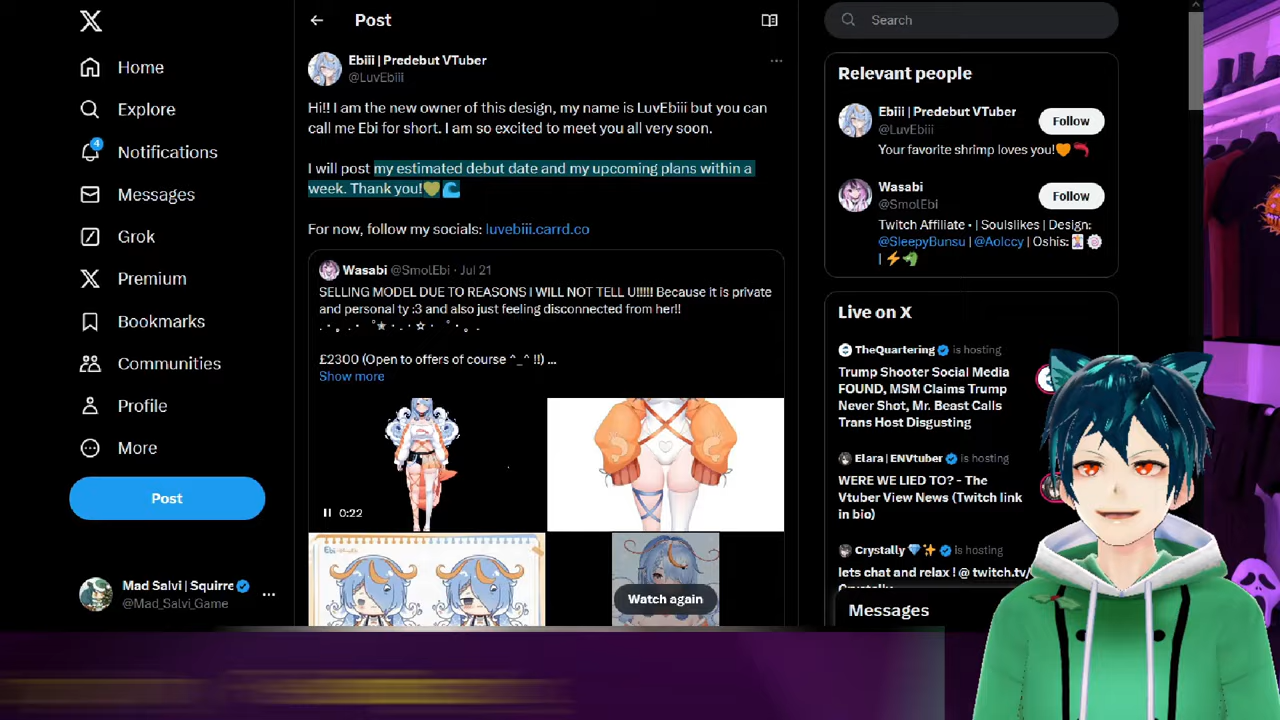 Home
Explore
4
Notifications
Messages
Grok
Premium
Bookmarks
Communities
Profile
More
Post
Mad Salvi | Squirre
@Mad_Salvi_Game
Post
Ebiii | Predebut VTuber
@LuvEbiii
Hi!! I am the new owner of this design, my name is LuvEbiii but you can
call me Ebi for short. I am so excited to meet you all very soon.
I will post my estimated debut date and my upcoming plans within a
week. Thank you!💛🌊
For now, follow my socials: luvebiii.carrd.co
Wasabi @SmolEbi · Jul 21
SELLING MODEL DUE TO REASONS I WILL NOT TELL U!!!!! Because it is private
and personal ty :3 and also just feeling disconnected from her!!
£2300 (Open to offers of course ^_^ !!) ...
Show more
0:22
Ebi
Watch again
Search
Relevant people
Ebiii | Predebut VTuber
@LuvEbiii
Follow
Your favorite shrimp loves you!🧡🦐
Wasabi
@SmolEbi
Follow
Twitch Affiliate • | Soulslikes | Design:
@SleepyBunsu | @Aolccy | Oshis:
| ⚡🐲
Live on X
TheQuartering is hosting
Trump Shooter Social Media
FOUND, MSM Claims Trump
Never Shot, Mr. Beast Calls
Trans Host Disgusting
Elara | ENVtuber is hosting
WERE WE LIED TO? - The
Vtuber View News (Twitch link
in bio)
Crystally 💎✨ is hosting
lets chat and relax ! @ twitch.tv/
Messages